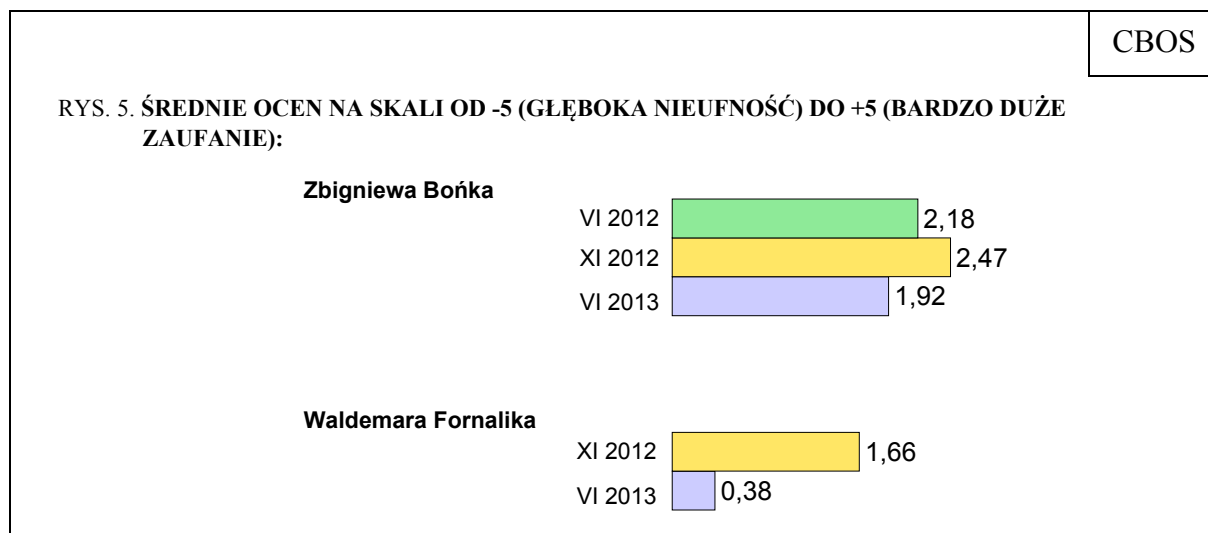 CBOS
RYS. 5. ŚREDNIE OCEN NA SKALI OD -5 (GŁĘBOKA NIEUFNOŚĆ) DO +5 (BARDZO DUŻE
ZAUFANIE):
Zbigniewa Bońka
VI 2012 2,18
XI 2012 2,47
VI 2013 1,92
Waldemara Fornalika
XI 2012 1,66
VI 2013 0,38